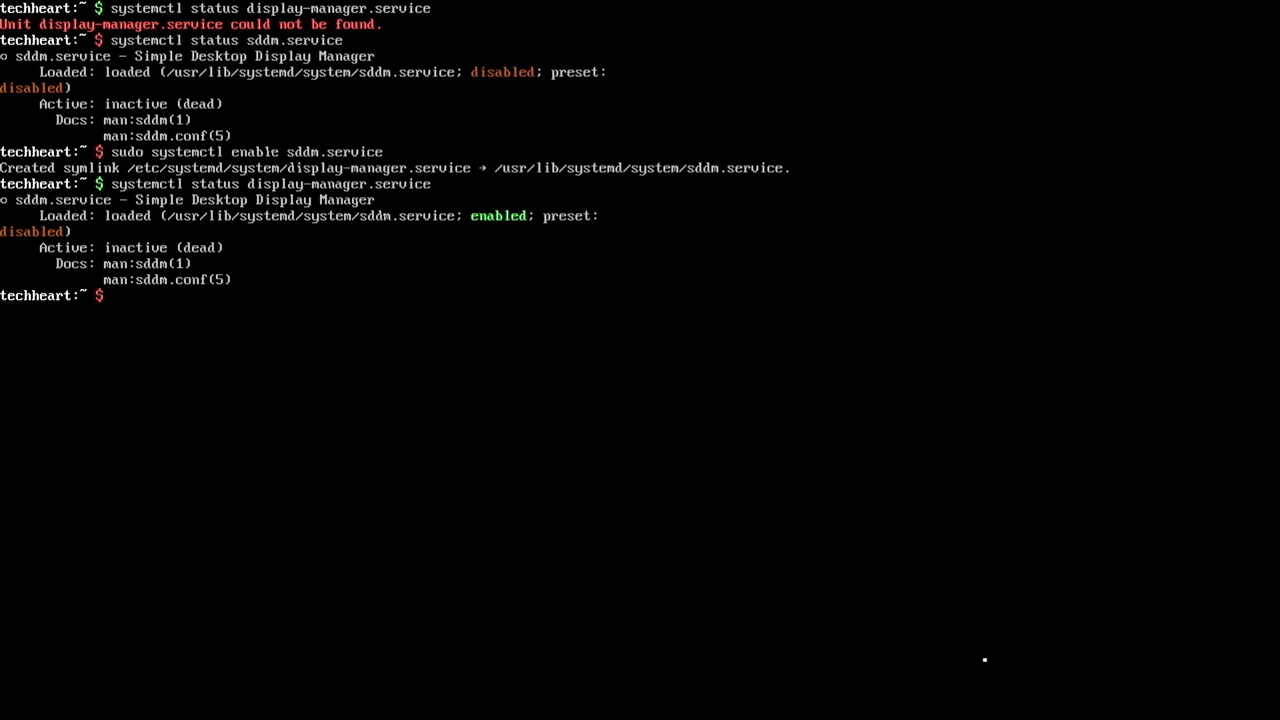 techheart:~ $ systemctl status display-manager.service
Unit display-manager.service could not be found.
techheart:~ $ systemctl status sddm.service
○ sddm.service - Simple Desktop Display Manager
     Loaded: loaded (/usr/lib/systemd/system/sddm.service; disabled; preset:
disabled)
     Active: inactive (dead)
       Docs: man:sddm(1)
             man:sddm.conf(5)
techheart:~ $ sudo systemctl enable sddm.service
Created symlink /etc/systemd/system/display-manager.service → /usr/lib/systemd/system/sddm.service.
techheart:~ $ systemctl status display-manager.service
○ sddm.service - Simple Desktop Display Manager
     Loaded: loaded (/usr/lib/systemd/system/sddm.service; enabled; preset:
disabled)
     Active: inactive (dead)
       Docs: man:sddm(1)
             man:sddm.conf(5)
techheart:~ $